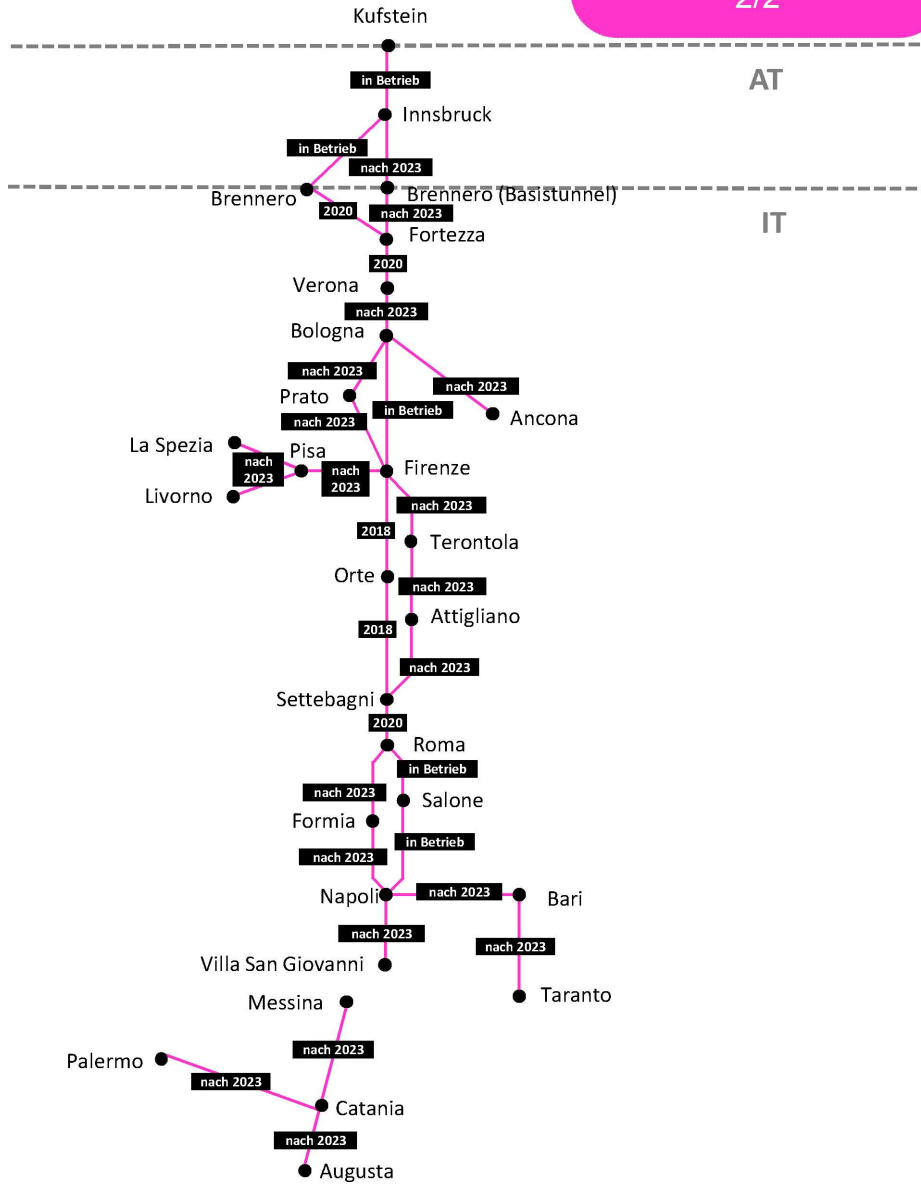 2/2
Kufstein
in Betrieb
AT
Innsbruck
in Betrieb
nach 2023
Brennero
Brennero (Basistunnel)
2020
nach 2023
IT
Fortezza
2020
Verona
nach 2023
Bologna
nach 2023
nach 2023
Prato
in Betrieb
nach 2023
Ancona
La Spezia
Pisa
nach
2023
nach
2023
Firenze
Livorno
nach 2023
2018
Terontola
Orte
nach 2023
Attigliano
2018
nach 2023
Settebagni
2020
Roma
in Betrieb
nach 2023
Salone
Formia
in Betrieb
nach 2023
Napoli
nach 2023
Bari
nach 2023
nach 2023
Villa San Giovanni
Taranto
Messina
nach 2023
Palermo
nach 2023
Catania
nach 2023
Augusta